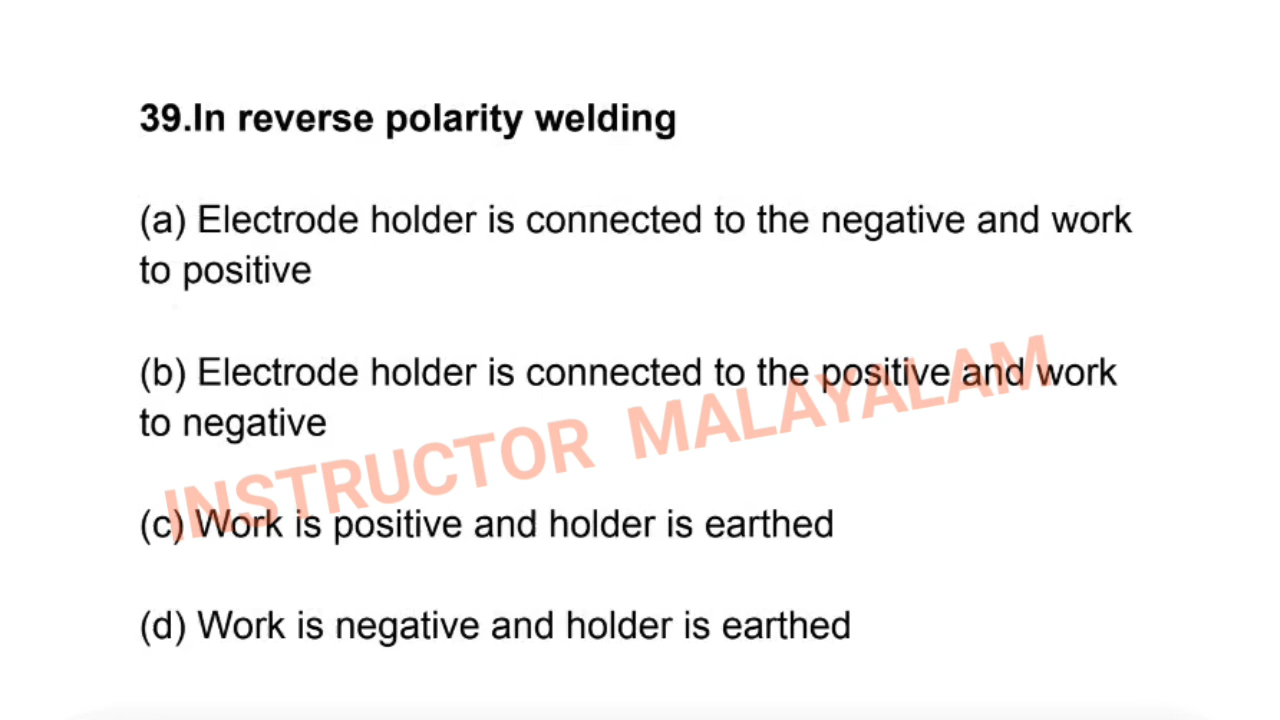 39.In reverse polarity welding
(a) Electrode holder is connected to the negative and work
to positive
(b) Electrode holder is connected to the positive and work
to negative
INSTRUCTOR MALAYALAM
(c) Work is positive and holder is earthed
(d) Work is negative and holder is earthed